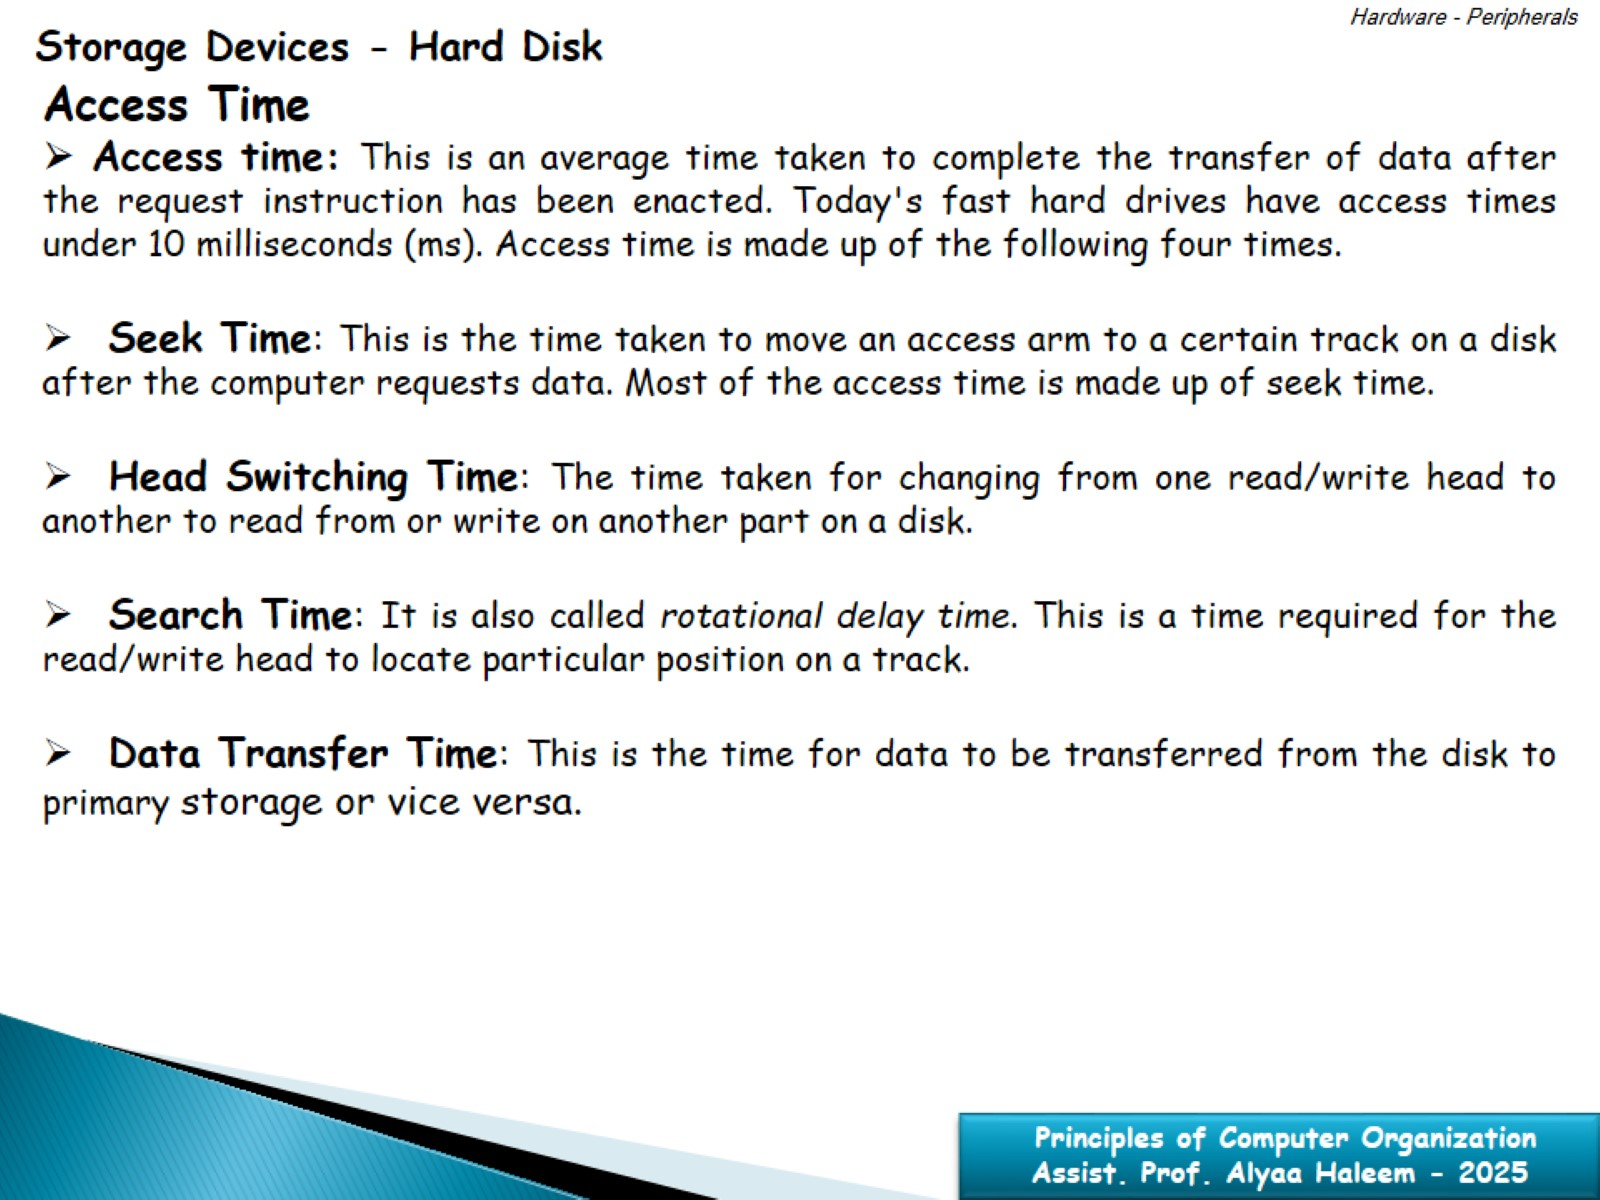 Hardware - Peripherals
Storage Devices - Hard Disk
Access Time
➢ Access time: This is an average time taken to complete the transfer of data after
the request instruction has been enacted. Today's fast hard drives have access times
under 10 milliseconds (ms). Access time is made up of the following four times.
➢ Seek Time: This is the time taken to move an access arm to a certain track on a disk
after the computer requests data. Most of the access time is made up of seek time.
➢ Head Switching Time: The time taken for changing from one read/write head to
another to read from or write on another part on a disk.
➢ Search Time: It is also called rotational delay time. This is a time required for the
read/write head to locate particular position on a track.
➢ Data Transfer Time: This is the time for data to be transferred from the disk to
primary storage or vice versa.
Principles of Computer Organization
Assist. Prof. Alyaa Haleem - 2025